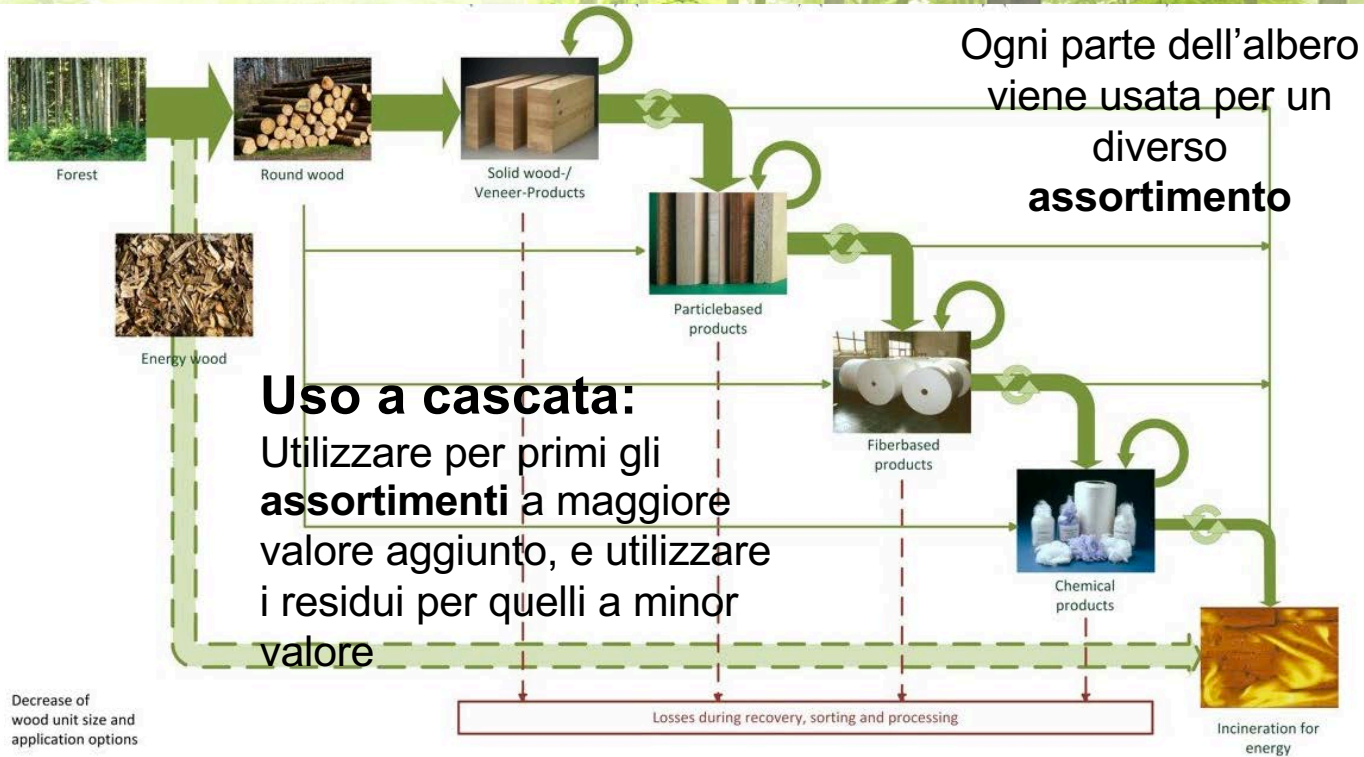 Ogni parte dell’albero
viene usata per un
diverso
assortimento
Forest
Round wood
Solid wood-/
Veneer-Products
Energy wood
Particlebased
products
Fiberbased
products
Uso a cascata:
Utilizzare per primi gli
assortimenti a maggiore
valore aggiunto, e utilizzare
i residui per quelli a minor
valore
Chemical
products
Decrease of
wood unit size and
application options
Losses during recovery, sorting and processing
Incineration for
energy